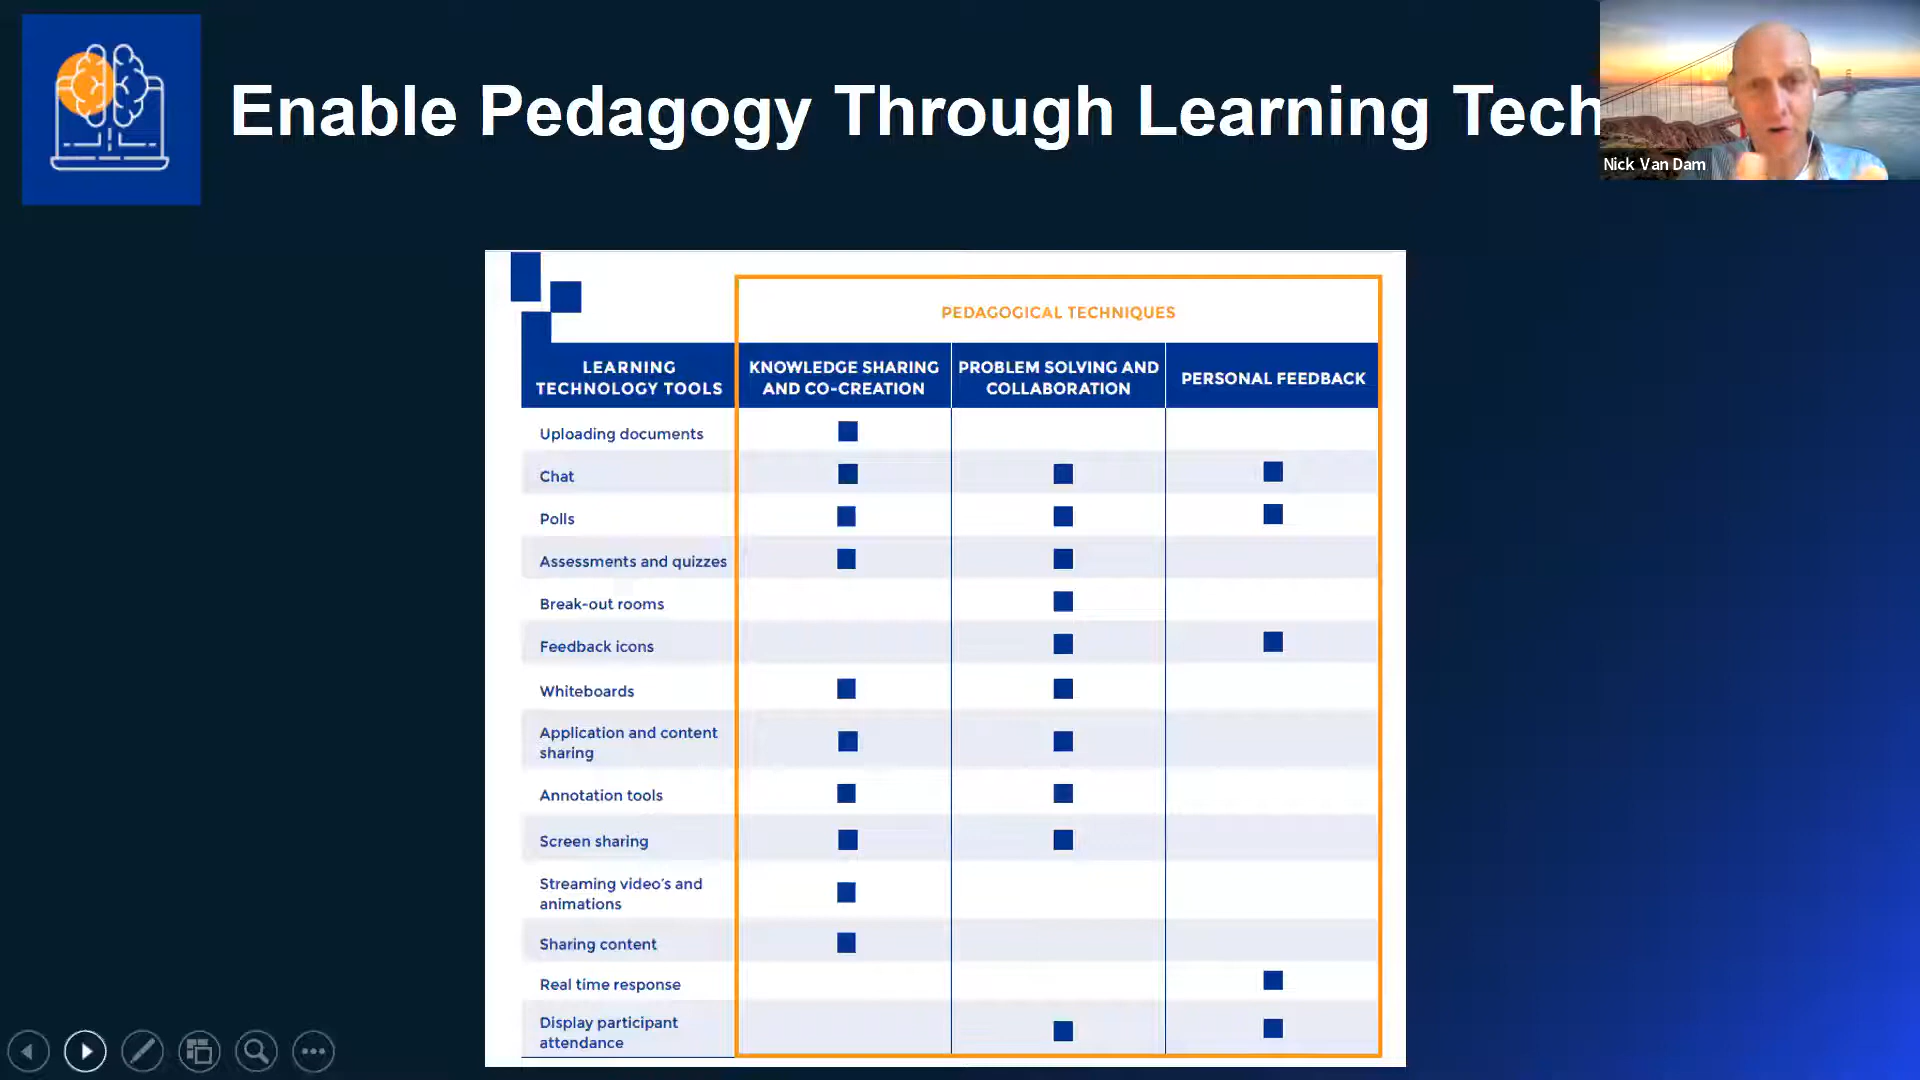 Enable Pedagogy Through Learning Tech
Nick Van Dam
PEDAGOGICAL TECHNIQUES
LEARNING
TECHNOLOGY TOOLS
KNOWLEDGE SHARING
AND CO-CREATION
PROBLEM SOLVING AND
COLLABORATION
PERSONAL FEEDBACK
Uploading documents
Chat
Polls
Assessments and quizzes
Break-out rooms
Feedback icons
Whiteboards
Application and content
sharing
Annotation tools
Screen sharing
Streaming video's and
animations
Sharing content
Real time response
Display participant
attendance